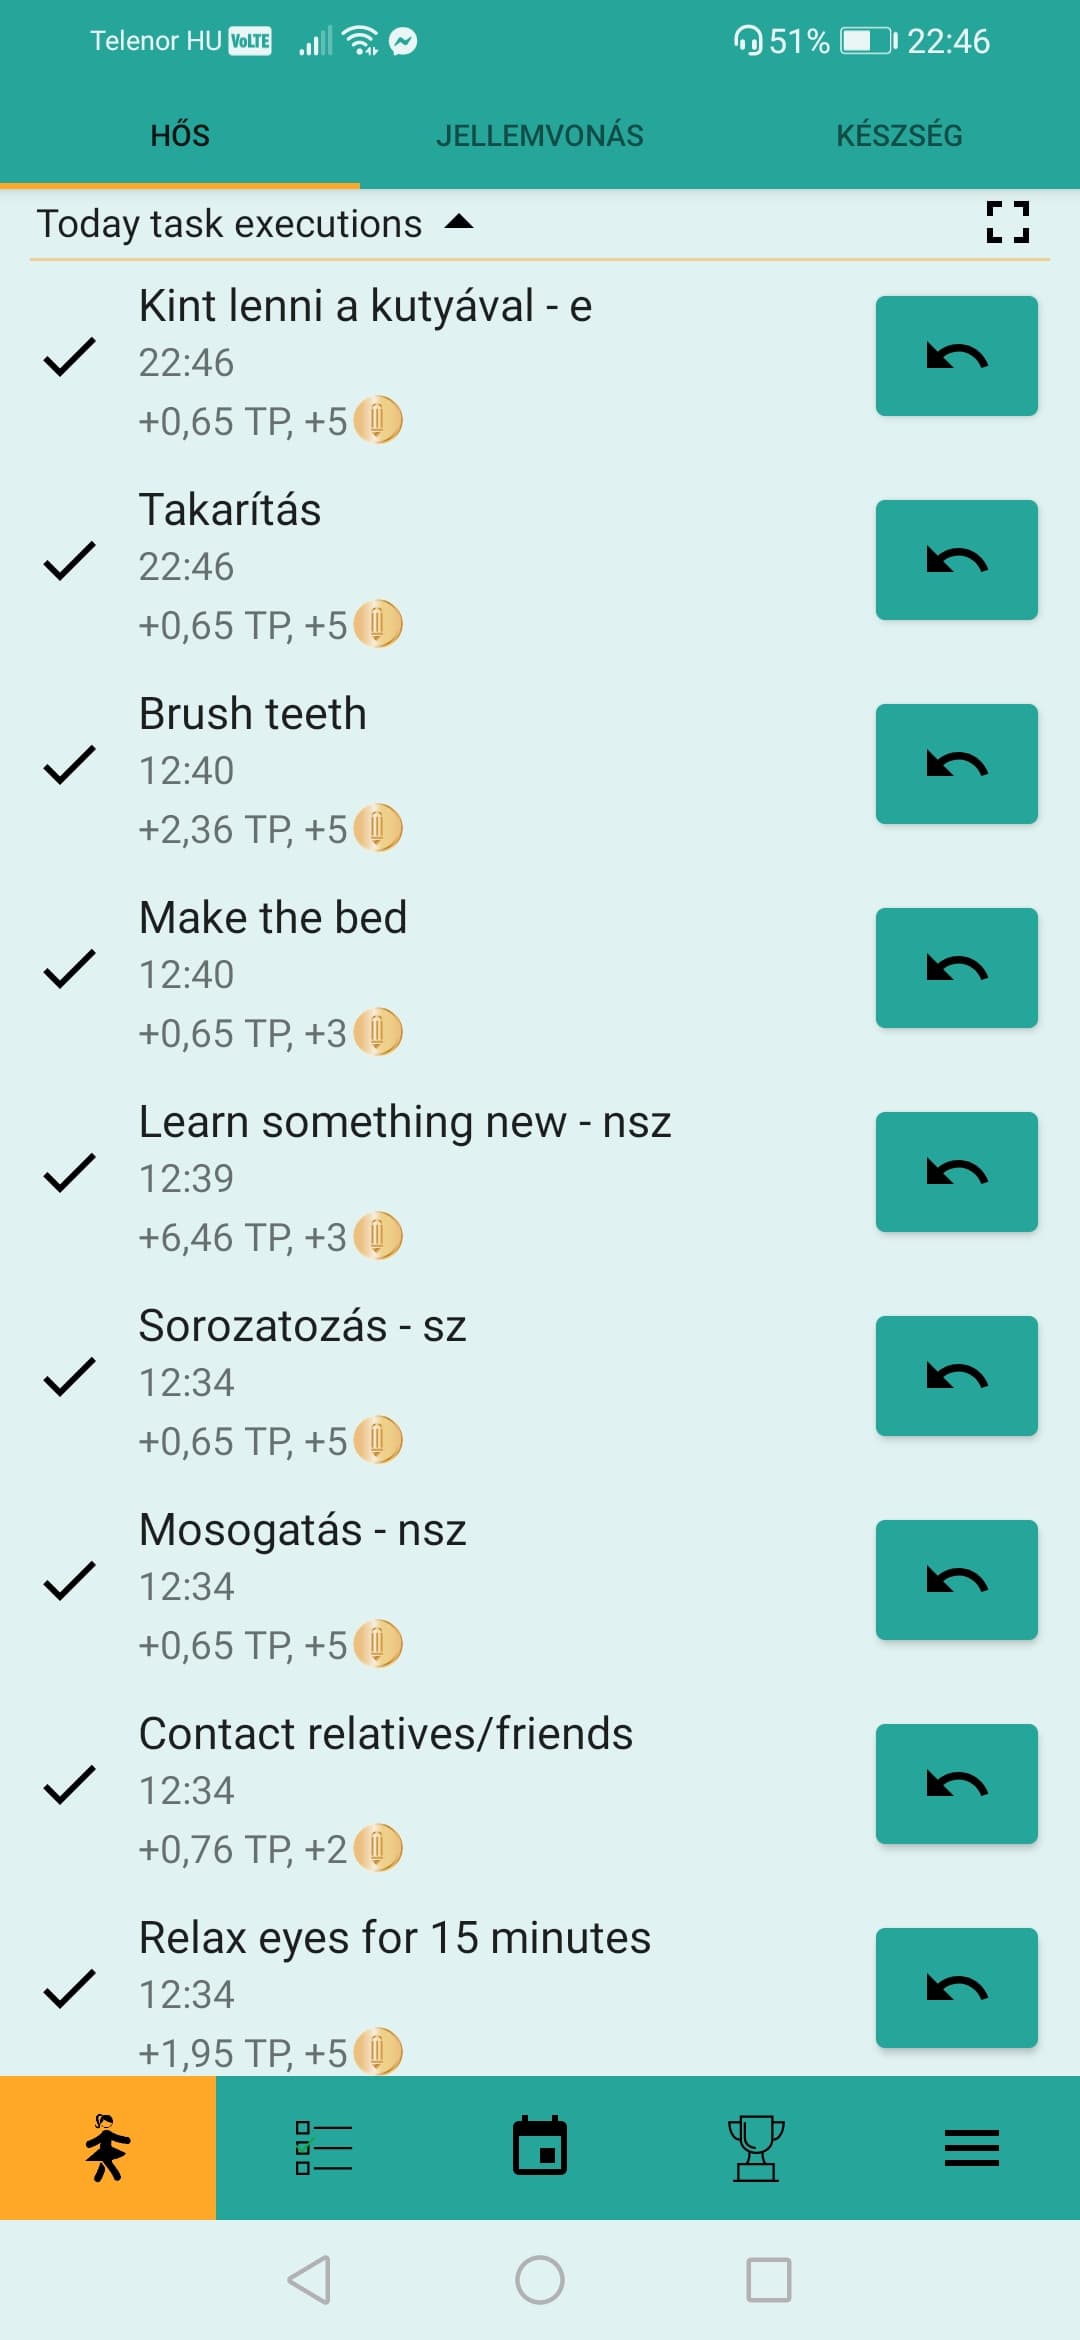 Telenor HU VoLTE 51% 22:46
HŐS JELLEMVONÁS KÉSZSÉG
Today task executions
Kint lenni a kutyával - e
22:46
+0,65 TP, +5
Takarítás
22:46
+0,65 TP, +5
Brush teeth
12:40
+2,36 TP, +5
Make the bed
12:40
+0,65 TP, +3
Learn something new - nsz
12:39
+6,46 TP, +3
Sorozatozás - sz
12:34
+0,65 TP, +5
Mosogatás - nsz
12:34
+0,65 TP, +5
Contact relatives/friends
12:34
+0,76 TP, +2
Relax eyes for 15 minutes
12:34
+1,95 TP, +5